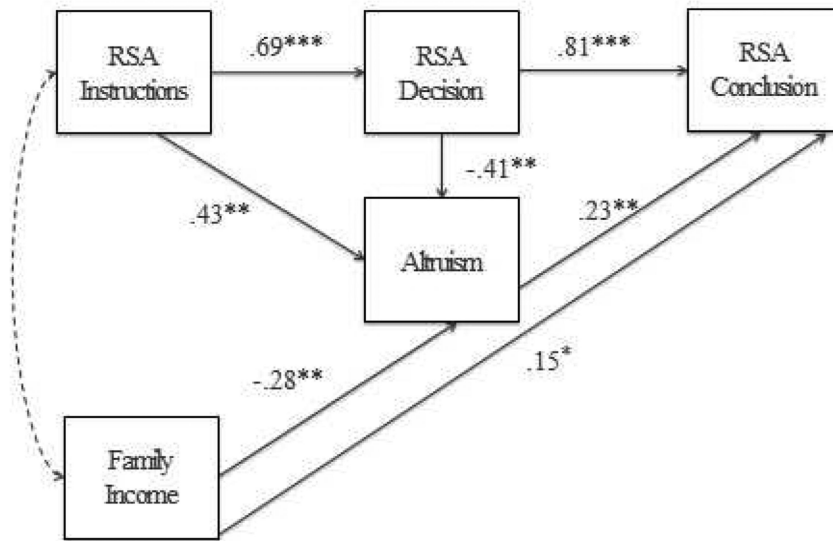 RSA
Instructions
.69***
RSA
Decision
.81***
RSA
Conclusion
.43**
-.41**
Altruism
.23**
-.28**
.15*
Family
Income